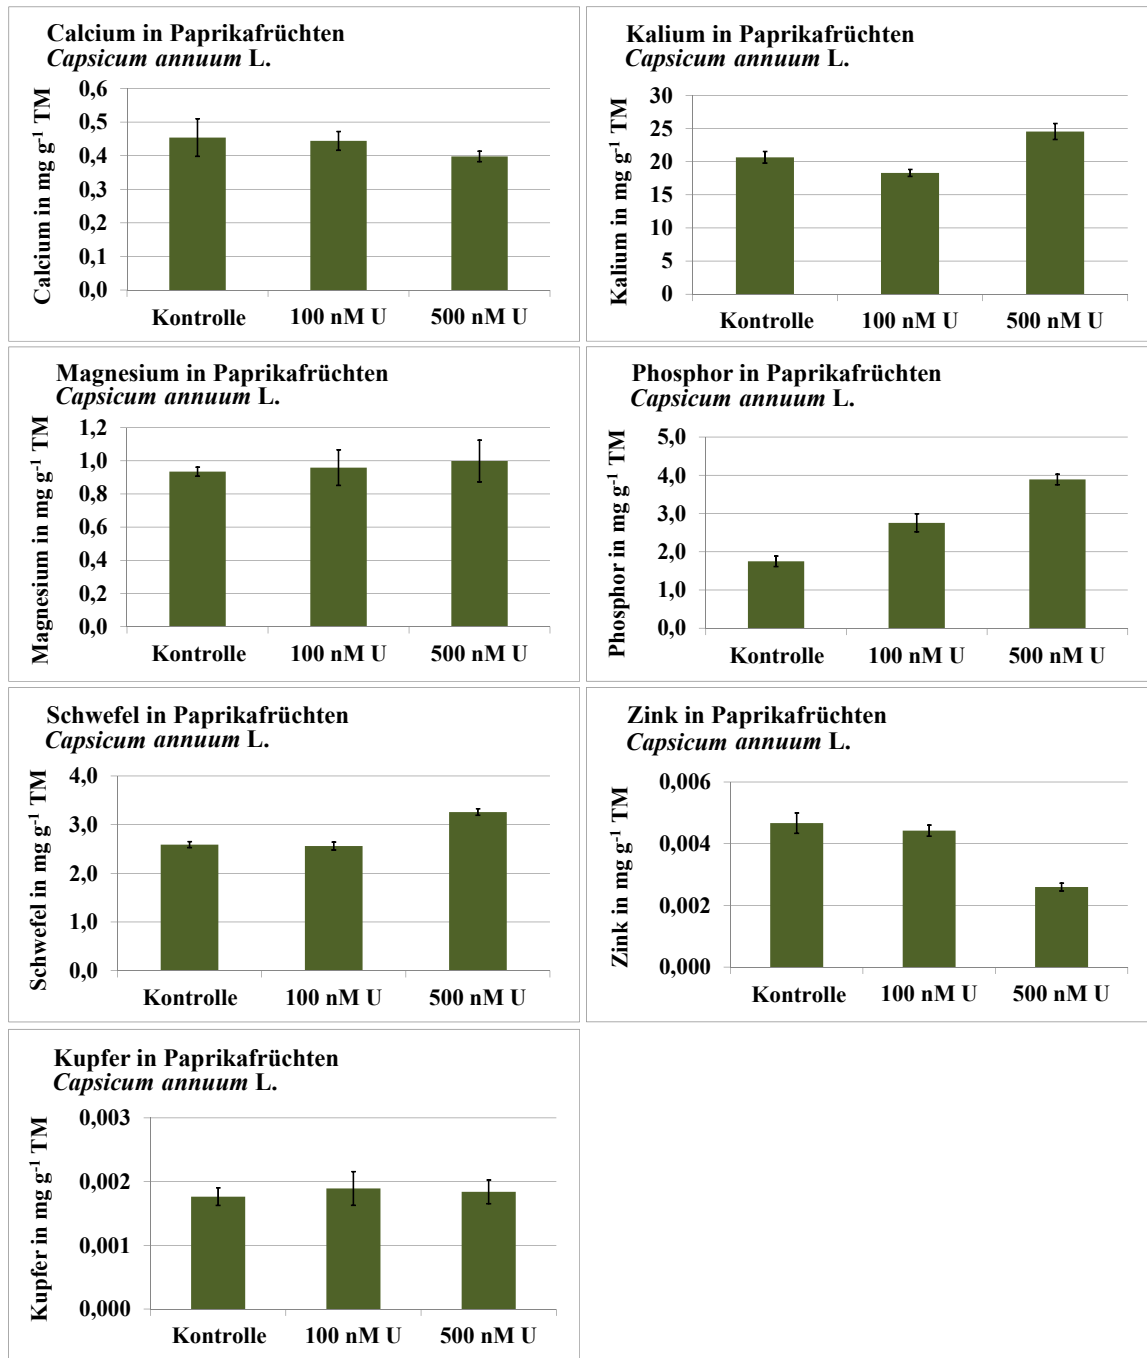 Calcium in Paprikafrüchten
Capsicum annuum L.
Calcium in mg g-1 TM
0,6
0,5
0,4
0,3
0,2
0,1
0,0
Kontrolle 100 nM U 500 nM U
Kalium in Paprikafrüchten
Capsicum annuum L.
Kalium in mg g-1 TM
30
25
20
15
10
5
0
Kontrolle 100 nM U 500 nM U
Magnesium in Paprikafrüchten
Capsicum annuum L.
Magnesium in mg g-1 TM
1,2
1,0
0,8
0,6
0,4
0,2
0,0
Kontrolle 100 nM U 500 nM U
Phosphor in Paprikafrüchten
Capsicum annuum L.
Phosphor in mg g-1 TM
5,0
4,0
3,0
2,0
1,0
0,0
Kontrolle 100 nM U 500 nM U
Schwefel in Paprikafrüchten
Capsicum annuum L.
Schwefel in mg g-1 TM
4,0
3,0
2,0
1,0
0,0
Kontrolle 100 nM U 500 nM U
Zink in Paprikafrüchten
Capsicum annuum L.
Zink in mg g-1 TM
0,006
0,004
0,002
0,000
Kontrolle 100 nM U 500 nM U
Kupfer in Paprikafrüchten
Capsicum annuum L.
Kupfer in mg g-1 TM
0,003
0,002
0,001
0,000
Kontrolle 100 nM U 500 nM U